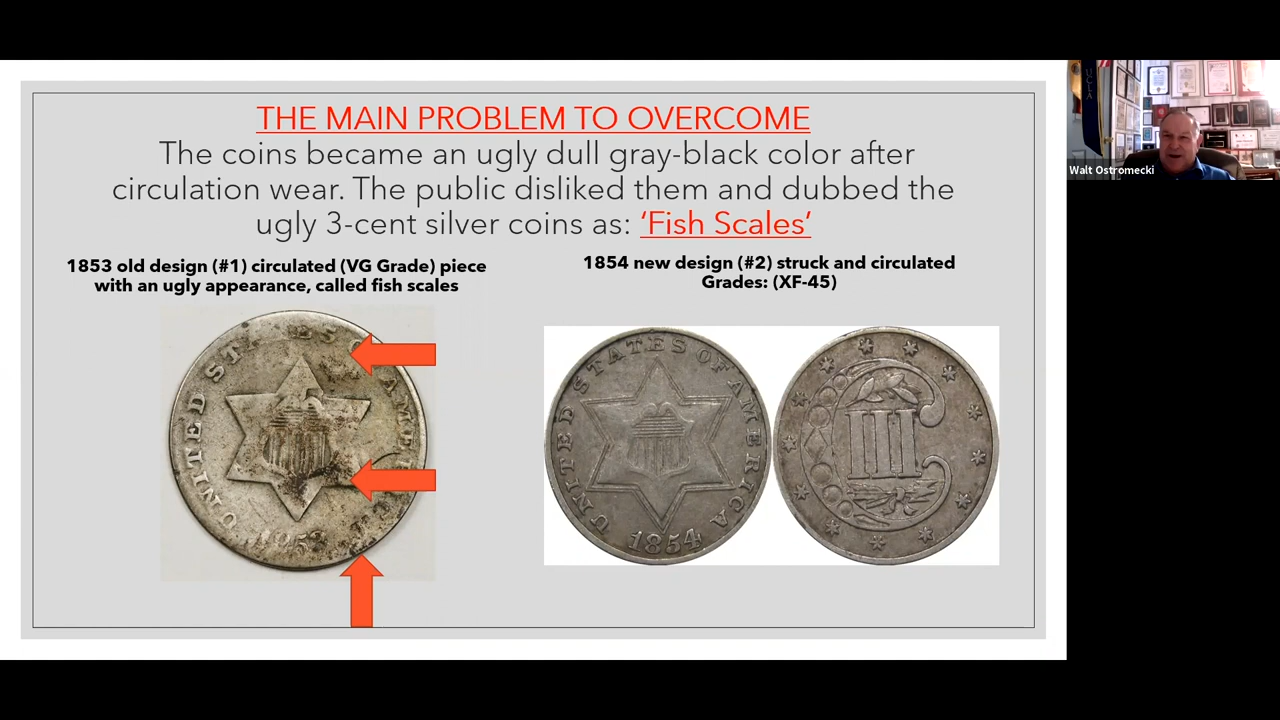 THE MAIN PROBLEM TO OVERCOME
The coins became an ugly dull gray-black color after
circulation wear. The public disliked them and dubbed the
ugly 3-cent silver coins as: ‘Fish Scales’
1853 old design (#1) circulated (VG Grade) piece
with an ugly appearance, called fish scales
1854 new design (#2) struck and circulated
Grades: (XF-45)
UNITED
1853
UNITED STATES OF AMERICA
1854
III
UCLA
Walt Ostromecki